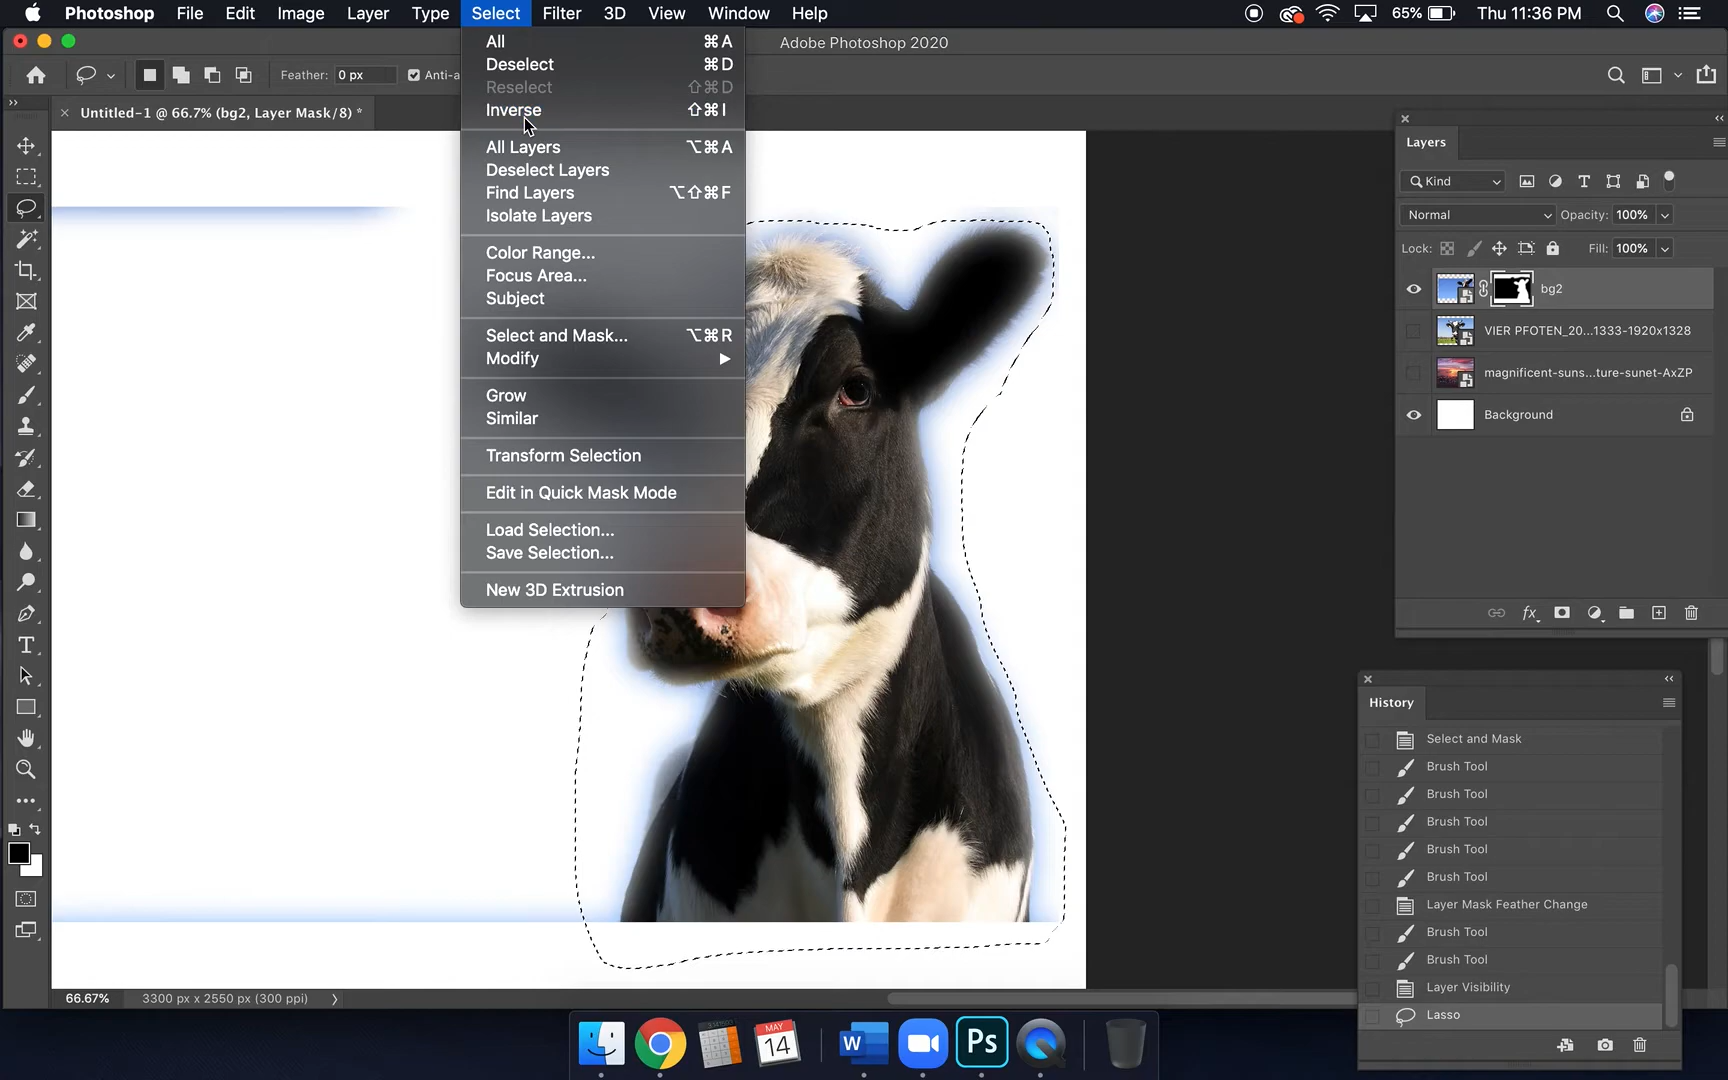 Photoshop File Edit Image Layer Type Select Filter 3D View Window Help 65% Thu 11:36 PM
Adobe Photoshop 2020
Feather: 0 px Anti-a
Untitled-1 @ 66.7% (bg2, Layer Mask/8) *
All ⌘A
Deselect ⌘D
Reselect ⇧⌘D
Inverse ⇧⌘I
All Layers ⌥⌘A
Deselect Layers
Find Layers ⌥⇧⌘F
Isolate Layers
Color Range...
Focus Area...
Subject
Select and Mask... ⌥⌘R
Modify
Grow
Similar
Transform Selection
Edit in Quick Mask Mode
Load Selection...
Save Selection...
New 3D Extrusion
Layers
Kind
Normal Opacity: 100%
Lock: Fill: 100%
bg2
VIER PFOTEN_20...1333-1920x1328
magnificent-suns...ture-sunet-AxZP
Background
fx
History
Select and Mask
Brush Tool
Brush Tool
Brush Tool
Brush Tool
Brush Tool
Layer Mask Feather Change
Brush Tool
Brush Tool
Layer Visibility
Lasso
66.67% 3300 px x 2550 px (300 ppi)
MAY
14
W
Ps